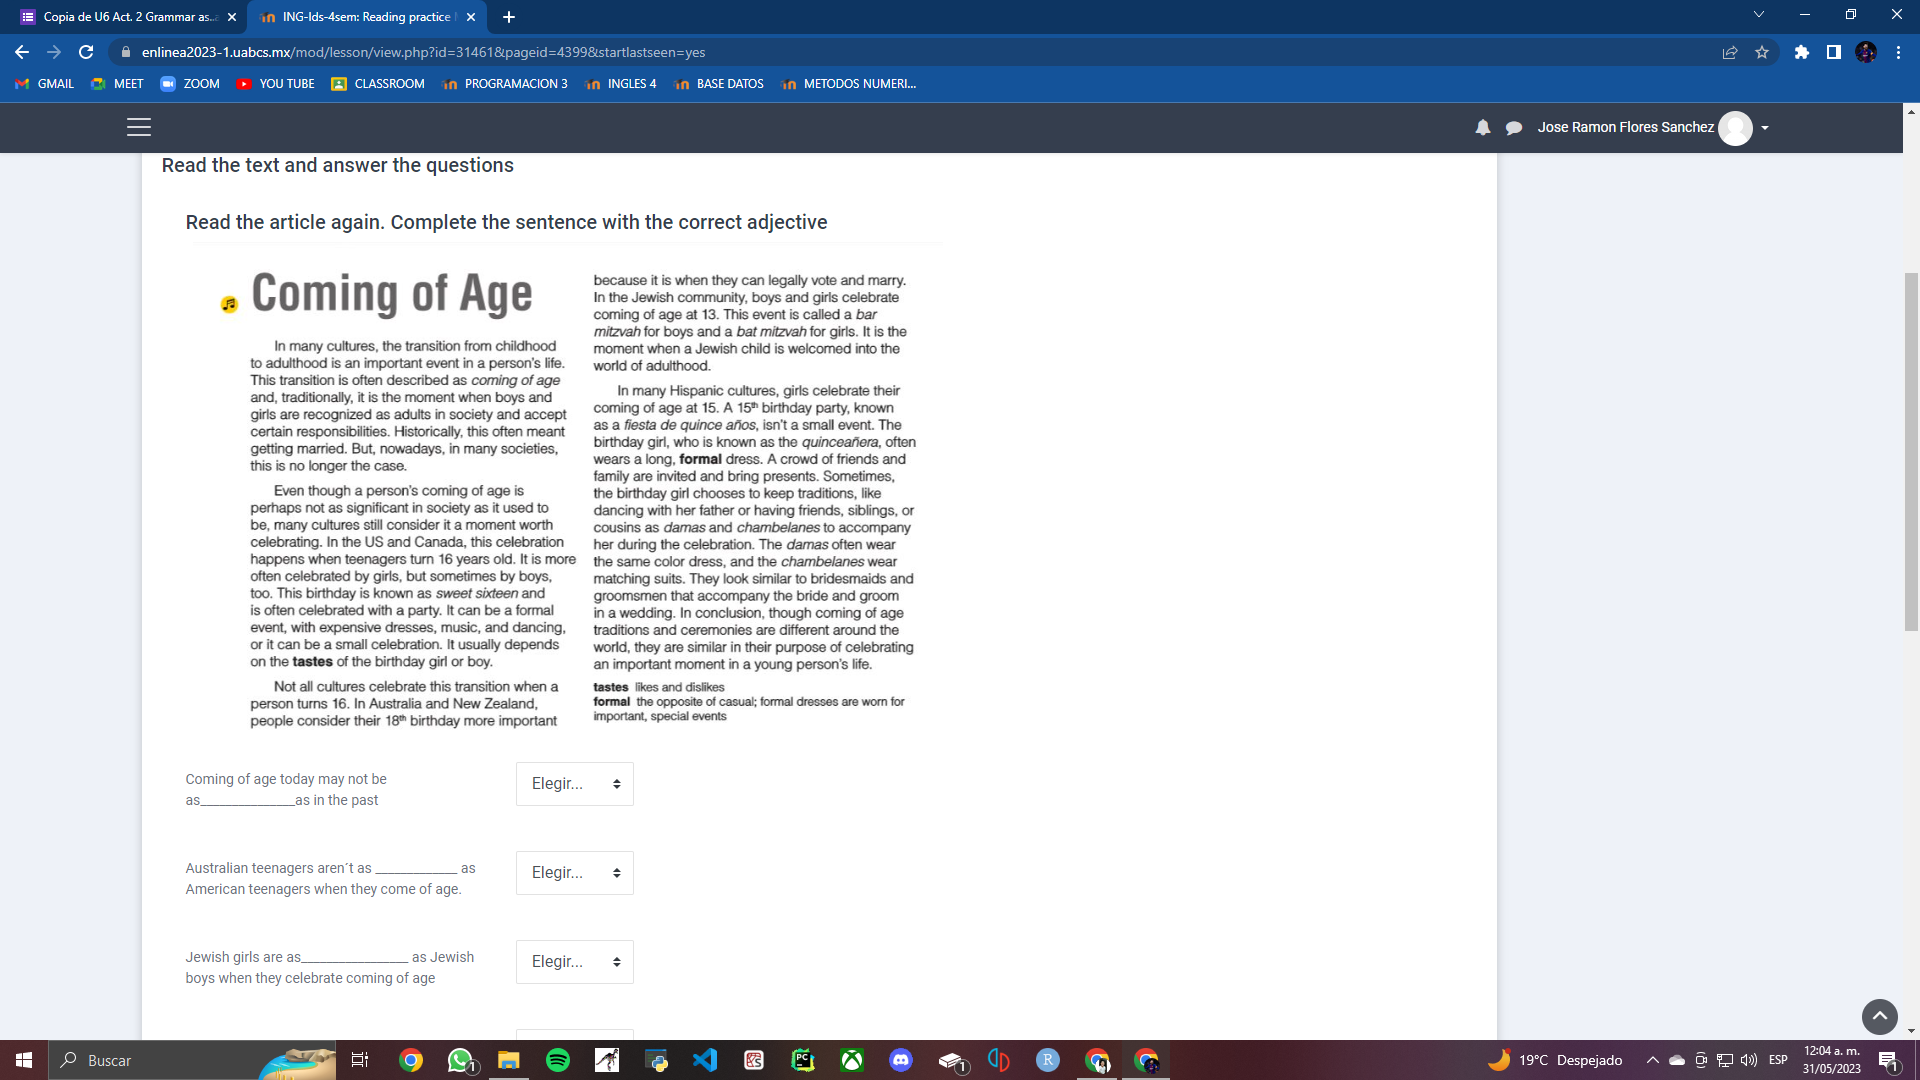 Copia de U6 Act. 2 Grammar as..
ING-Ids-4sem: Reading practice
enlinea2023-1.uabcs.mx/mod/lesson/view.php?id=31461&pageid=4399&startlastseen=yes
GMAIL MEET ZOOM YOU TUBE CLASSROOM PROGRAMACION 3 INGLES 4 BASE DATOS METODOS NUMERI...
Jose Ramon Flores Sanchez
Read the text and answer the questions
Read the article again. Complete the sentence with the correct adjective
Coming of Age
In many cultures, the transition from childhood
to adulthood is an important event in a person's life.
This transition is often described as coming of age
and, traditionally, it is the moment when boys and
girls are recognized as adults in society and accept
certain responsibilities. Historically, this often meant
getting married. But, nowadays, in many societies,
this is no longer the case.
Even though a person's coming of age is
perhaps not as significant in society as it used to
be, many cultures still consider it a moment worth
celebrating. In the US and Canada, this celebration
happens when teenagers turn 16 years old. It is more
often celebrated by girls, but sometimes by boys,
too. This birthday is known as sweet sixteen and
is often celebrated with a party. It can be a formal
event, with expensive dresses, music, and dancing,
or it can be a small celebration. It usually depends
on the tastes of the birthday girl or boy.
Not all cultures celebrate this transition when a
person turns 16. In Australia and New Zealand,
people consider their 18th birthday more important
because it is when they can legally vote and marry.
In the Jewish community, boys and girls celebrate
coming of age at 13. This event is called a bar
mitzvah for boys and a bat mitzvah for girls. It is the
moment when a Jewish child is welcomed into the
world of adulthood.
In many Hispanic cultures, girls celebrate their
coming of age at 15. A 15th birthday party, known
as a fiesta de quince años, isn't a small event. The
birthday girl, who is known as the quinceañera, often
wears a long, formal dress. A crowd of friends and
family are invited and bring presents. Sometimes,
the birthday girl chooses to keep traditions, like
dancing with her father or having friends, siblings, or
cousins as damas and chambelanes to accompany
her during the celebration. The damas often wear
the same color dress, and the chambelanes wear
matching suits. They look similar to bridesmaids and
groomsmen that accompany the bride and groom
in a wedding. In conclusion, though coming of age
traditions and ceremonies are different around the
world, they are similar in their purpose of celebrating
an important moment in a young person's life.
tastes likes and dislikes
formal the opposite of casual; formal dresses are worn for
important, special events
Coming of age today may not be
as_____________as in the past
Elegir...
Australian teenagers aren´t as ___________ as
American teenagers when they come of age.
Elegir...
Jewish girls are as_______________ as Jewish
boys when they celebrate coming of age
Elegir...
Buscar
19°C Despejado
ESP
12:04 a. m.
31/05/2023